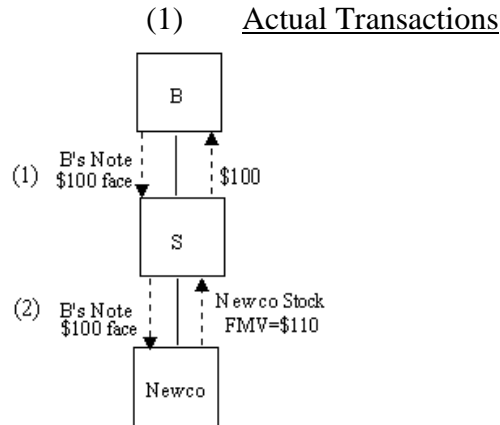 (1) Actual Transactions
B
B's Note
(1) $100 face
$100
S
(2) B's Note
$100 face
Newco Stock
FMV=$110
Newco